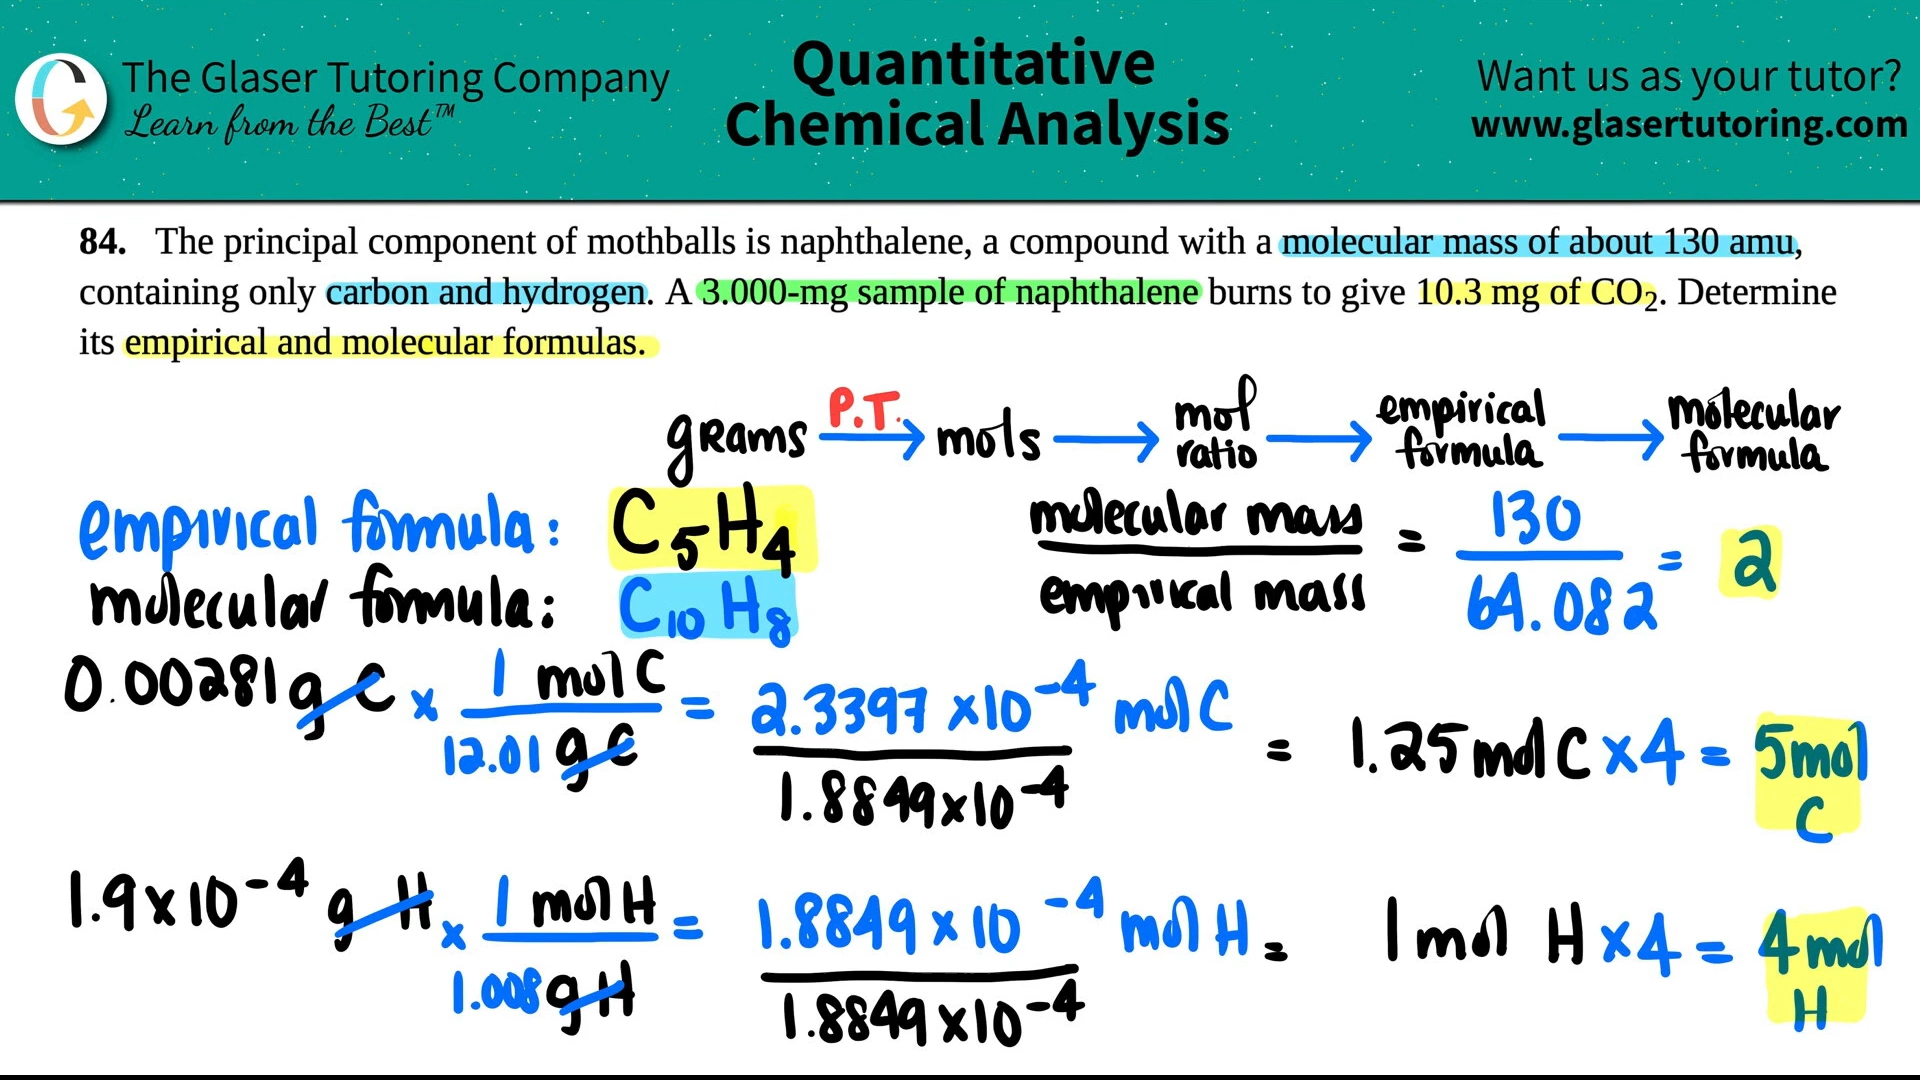 The Glaser Tutoring Company
Learn from the Best™
Quantitative
Chemical Analysis
Want us as your tutor?
www.glasertutoring.com
84. The principal component of mothballs is naphthalene, a compound with a molecular mass of about 130 amu,
containing only carbon and hydrogen. A 3.000-mg sample of naphthalene burns to give 10.3 mg of CO₂. Determine
its empirical and molecular formulas.
grams P.T. → mols → mol ratio → empirical formula → molecular formula
empirical formula: C₅H₄
molecular formula: C₁₀H₈
molecular mass / empirical mass = 130 / 64.082 = 2
0.00281 g C x 1 mol C / 12.01 g C = 2.3397 x10⁻⁴ mol C / 1.8849x10⁻⁴ = 1.25 mol C x4 = 5 mol C
1.9x10⁻⁴ g H x 1 mol H / 1.008 g H = 1.8849 x 10⁻⁴ mol H / 1.8849 x10⁻⁴ = 1 mol H x4 = 4 mol H